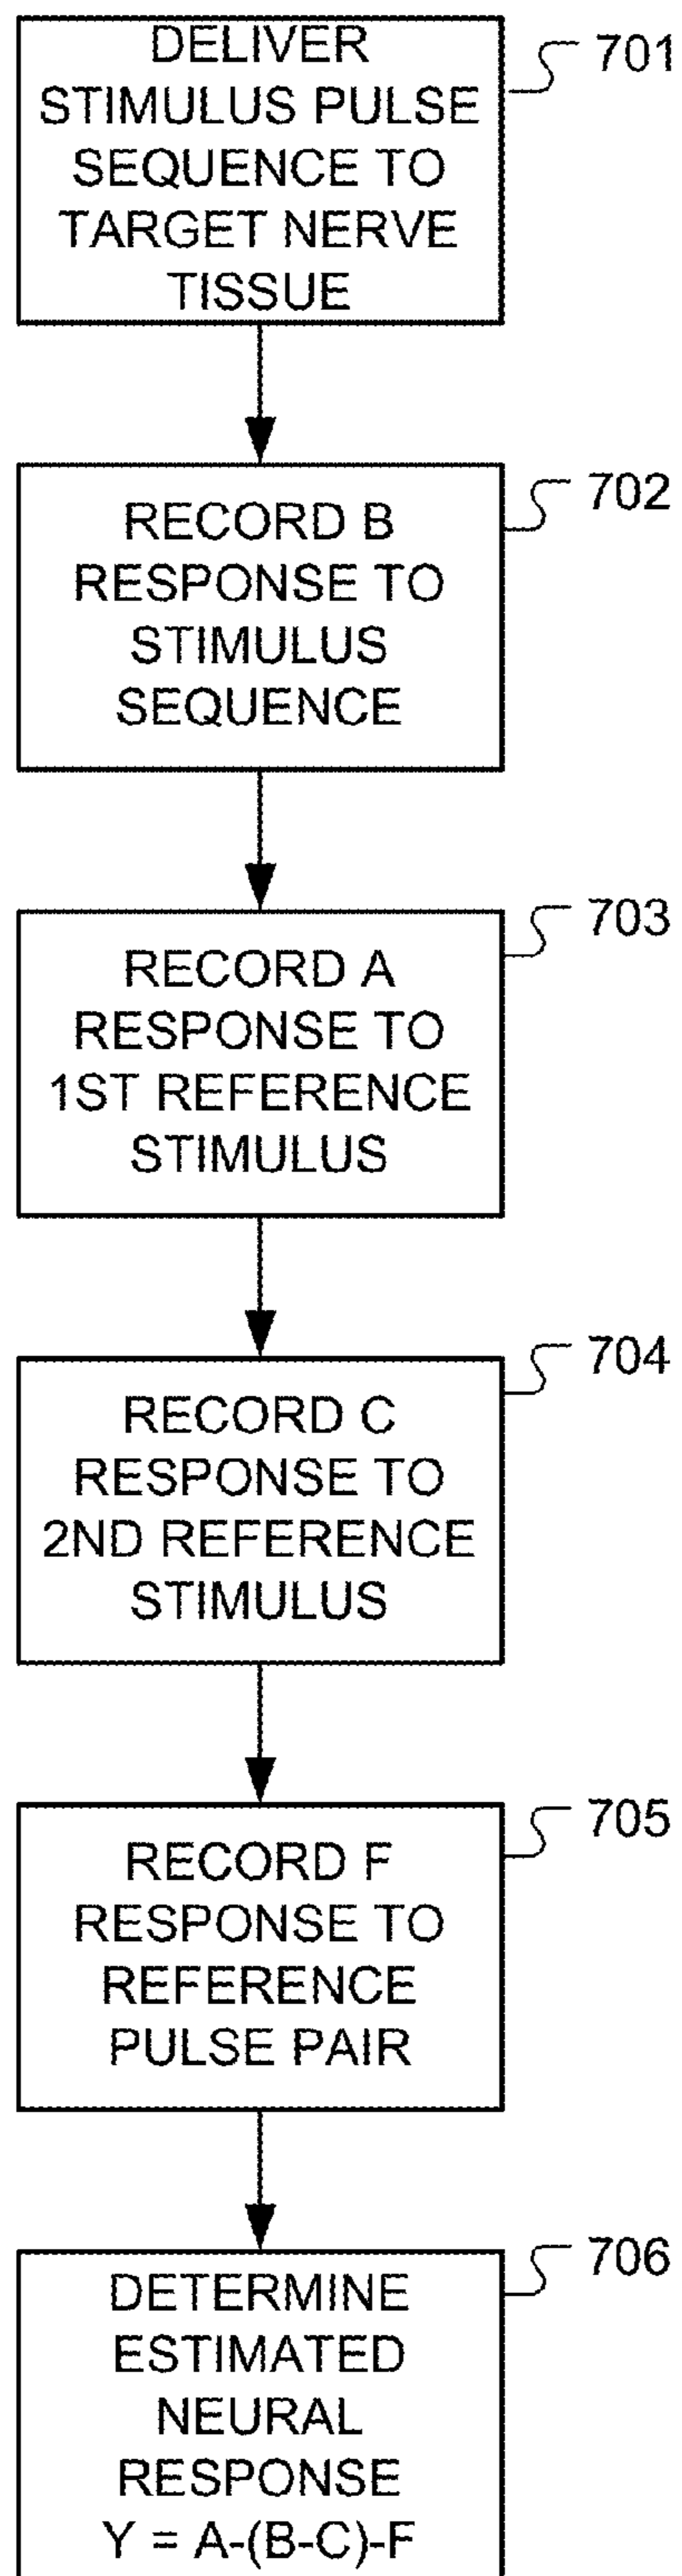 DELIVER
STIMULUS PULSE
SEQUENCE TO
TARGET NERVE
TISSUE
701
RECORD B
RESPONSE TO
STIMULUS
SEQUENCE
702
RECORD A
RESPONSE TO
1ST REFERENCE
STIMULUS
703
RECORD C
RESPONSE TO
2ND REFERENCE
STIMULUS
704
RECORD F
RESPONSE TO
REFERENCE
PULSE PAIR
705
DETERMINE
ESTIMATED
NEURAL
RESPONSE
Y = A-(B-C)-F
706